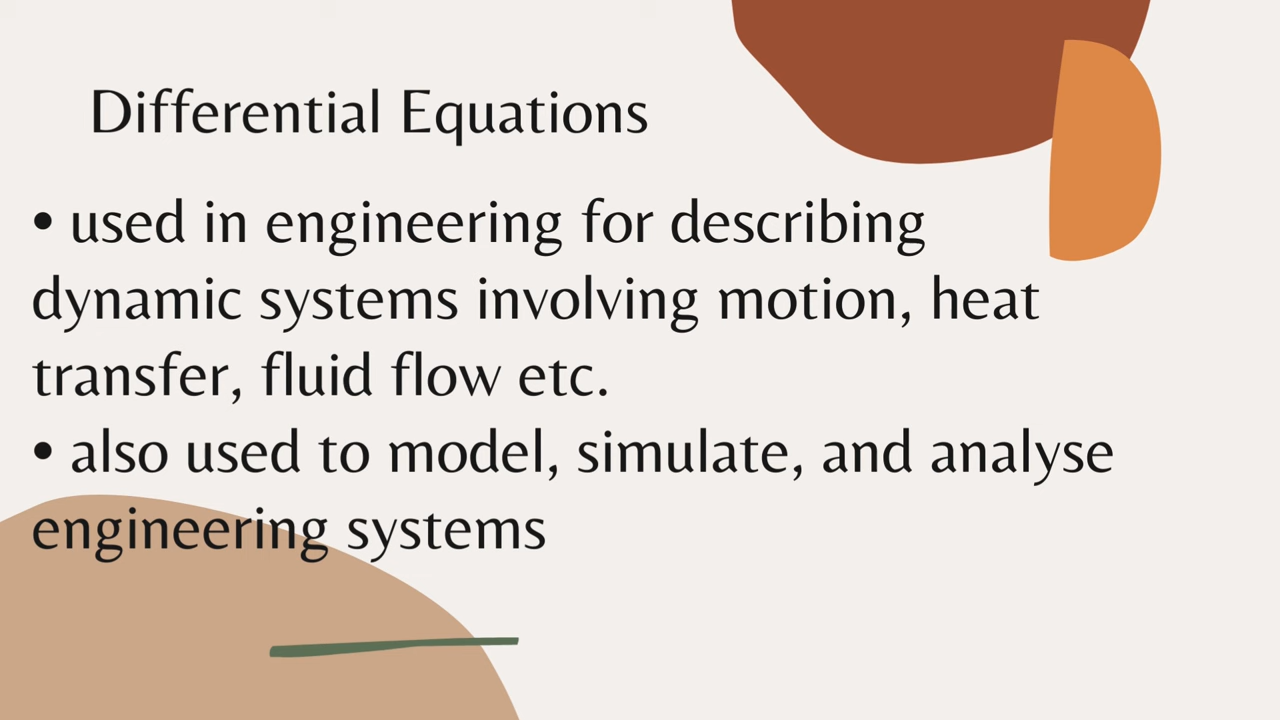 Differential Equations
• used in engineering for describing
dynamic systems involving motion, heat
transfer, fluid flow etc.
• also used to model, simulate, and analyse
engineering systems